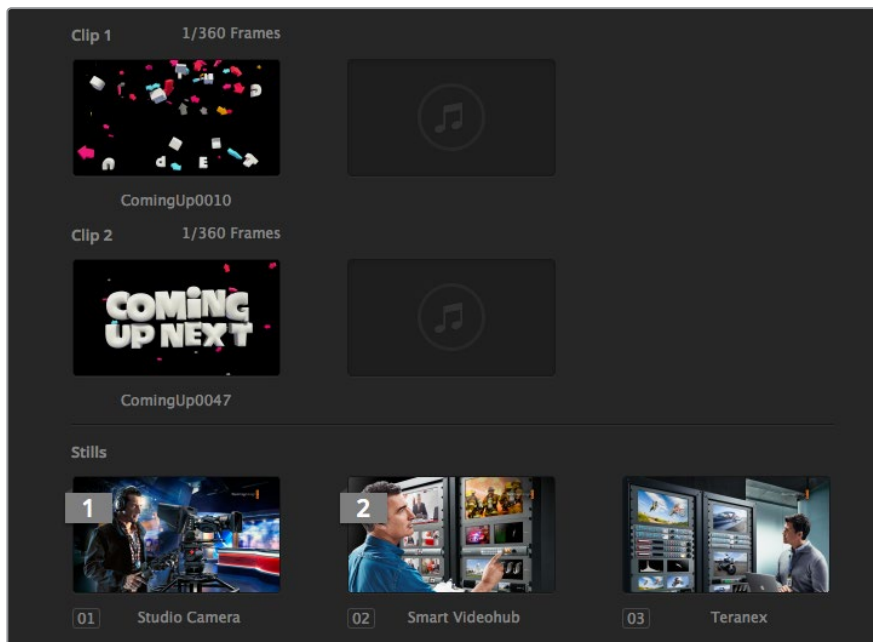 Clip 1 1/360 Frames
ComingUp0010
Clip 2 1/360 Frames
COMiNG
UP NEXT
ComingUp0047
Stills
1 2
01 Studio Camera 02 Smart Videohub 03 Teranex